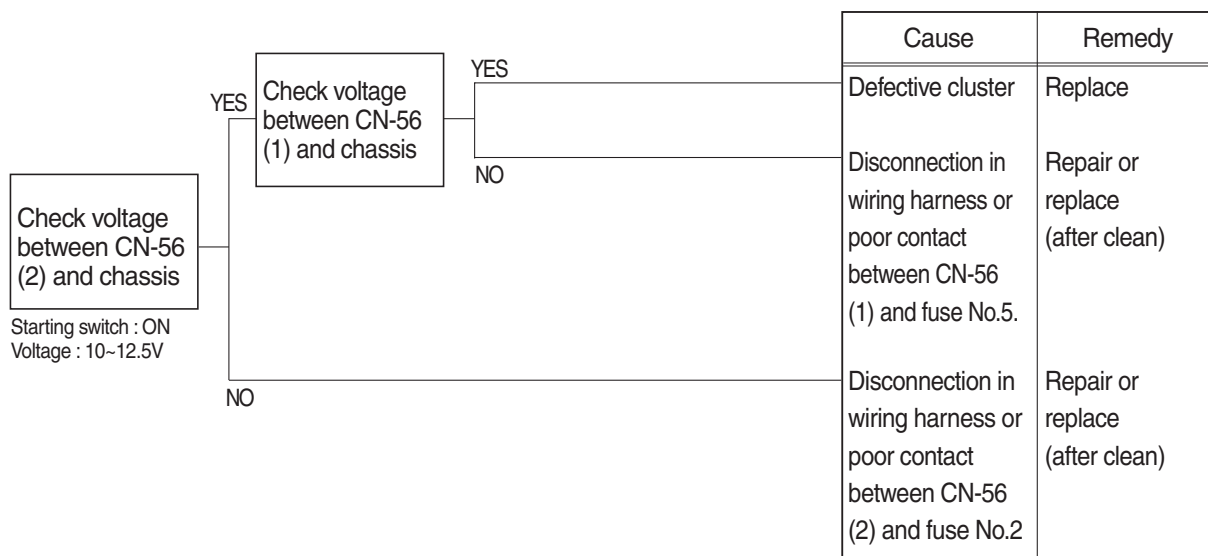 Cause
Remedy
YES
Check voltage
between CN-56
(1) and chassis
YES
Defective cluster
Replace
NO
Disconnection in
wiring harness or
poor contact
between CN-56
(1) and fuse No.5.
Repair or
replace
(after clean)
Check voltage
between CN-56
(2) and chassis
Starting switch : ON
Voltage : 10~12.5V
NO
Disconnection in
wiring harness or
poor contact
between CN-56
(2) and fuse No.2
Repair or
replace
(after clean)